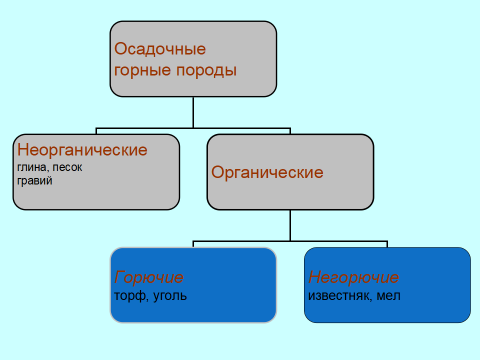 Осадочные
горные породы
Неорганические
глина, песок
гравий
Органические
Горючие
торф, уголь
Негорючие
известняк, мел